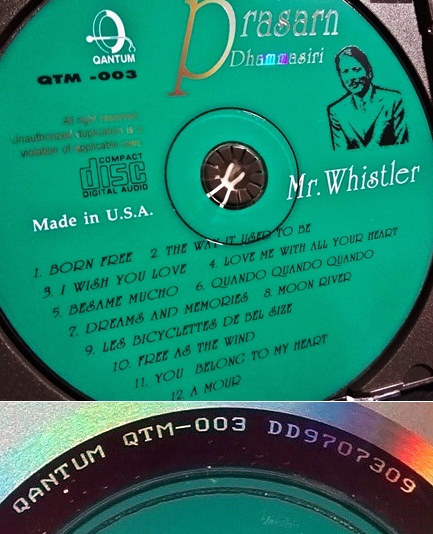 Prasarn
Dhammasiri
QANTUM
QTM -003
All right reserved
Unauthorized duplication is a
violation of applicable laws
COMPACT
disc
DIGITAL AUDIO
Mr. Whistler
Made in U.S.A.
1. BORN FREE 2 THE WAY IT USER TO BE
3. I WISH YOU LOVE 4. LOVE ME WITH ALL YOUR HEART
5. BESAME MUCHO 6. QUANDO QUANDO QUANDO
7. DREAMS AND MEMORIES 8. MOON RIVER
9. LES BICYCLETTES DE BEL SIZE
10. FREE AS THE WIND
11. YOU BELONG TO MY HEART
12 A MOUR
QANTUM QTM-003 DD9707309